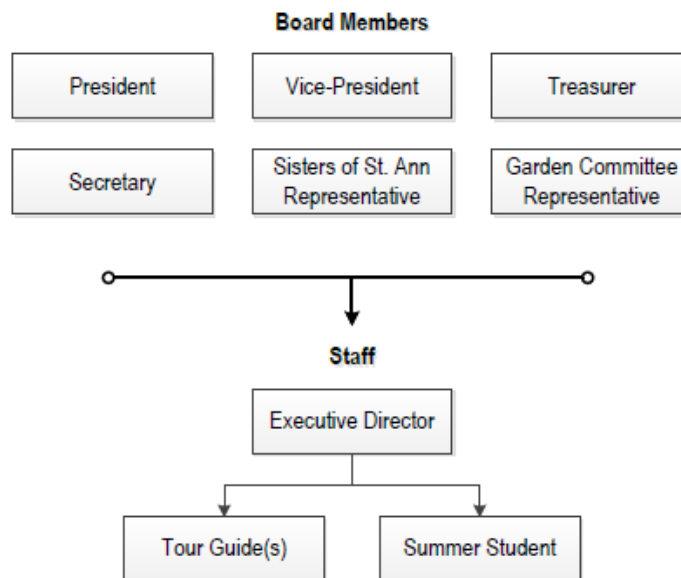 Board Members
President
Vice-President
Treasurer
Secretary
Sisters of St. Ann
Representative
Garden Committee
Representative
Staff
Executive Director
Tour Guide(s)
Summer Student